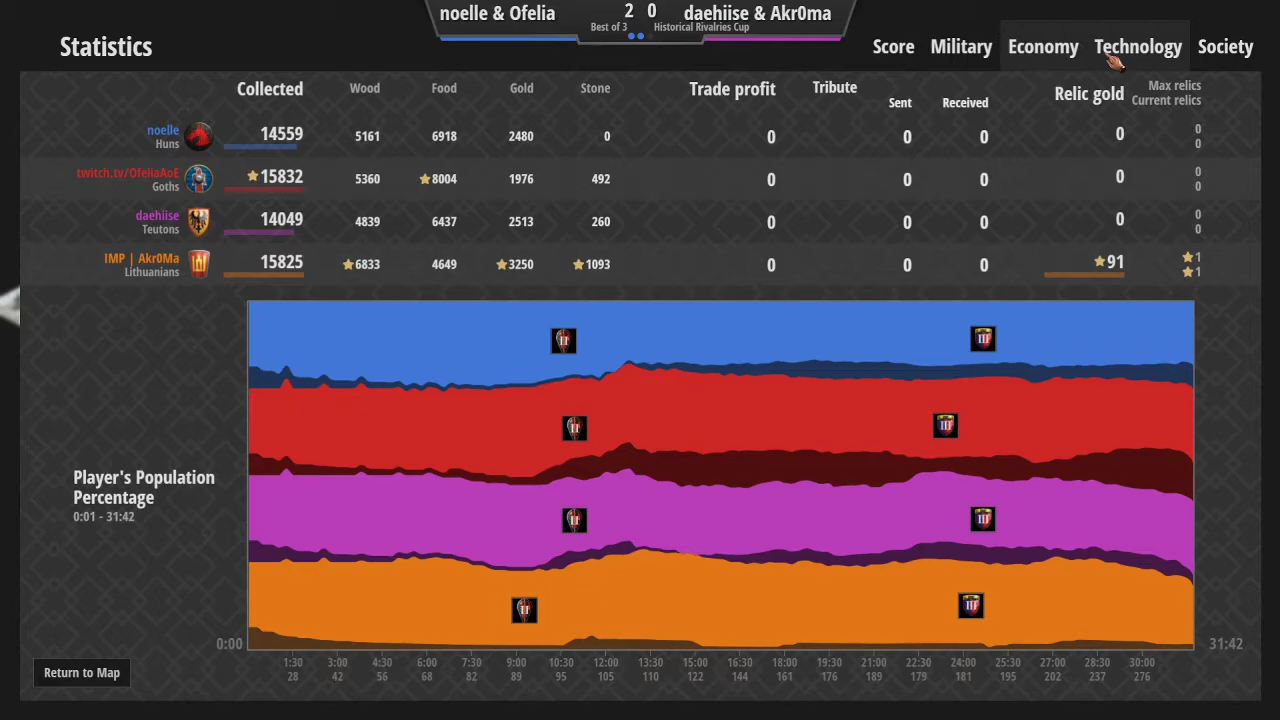 noelle & Ofelia 2 0 daehiise & Akr0ma
Best of 3 Historical Rivalries Cup
Statistics
Score Military Economy Technology Society
Collected Wood Food Gold Stone Trade profit Tribute Sent Received Relic gold Max relics
Current relics
noelle 14559 5161 6918 2480 0 0 0 0 0 0
Huns 0
twitch.tv/OfeliaAoE 15832 5360 8004 1976 492 0 0 0 0 0
Goths 0
daehiise 14049 4839 6437 2513 260 0 0 0 0 0
Teutons 0
IMP | Akr0Ma 15825 6833 4649 3250 1093 0 0 0 91 1
Lithuanians 1
II III
II III
II III
II III
Player's Population
Percentage
0:01 - 31:42
0:00 31:42
1:30 3:00 4:30 6:00 7:30 9:00 10:30 12:00 13:30 15:00 16:30 18:00 19:30 21:00 22:30 24:00 25:30 27:00 28:30 30:00
28 42 56 68 82 89 95 105 110 122 144 161 176 189 179 181 195 202 237 276
Return to Map